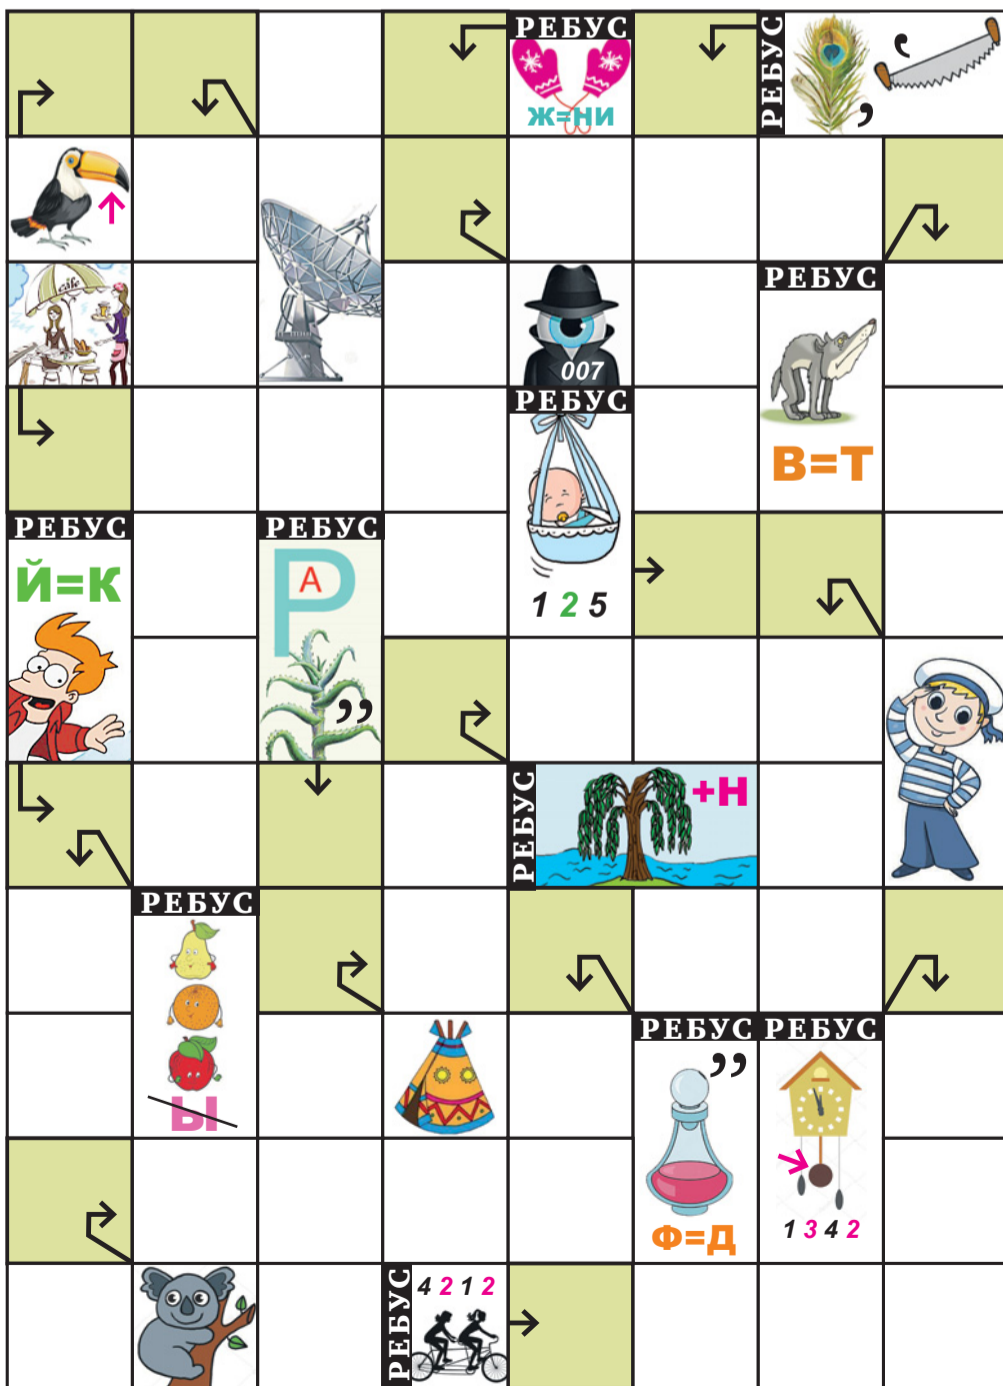 РЕБУС
Ж=НИ
РЕБУС
,
‘
cafe
007
РЕБУС
В=Т
РЕБУС
1 2 5
РЕБУС
Й=К
РЕБУС
Р
А
,,
РЕБУС
+Н
РЕБУС
Ы
РЕБУС
,,
Ф=Д
РЕБУС
1 3 4 2
РЕБУС
4 2 1 2